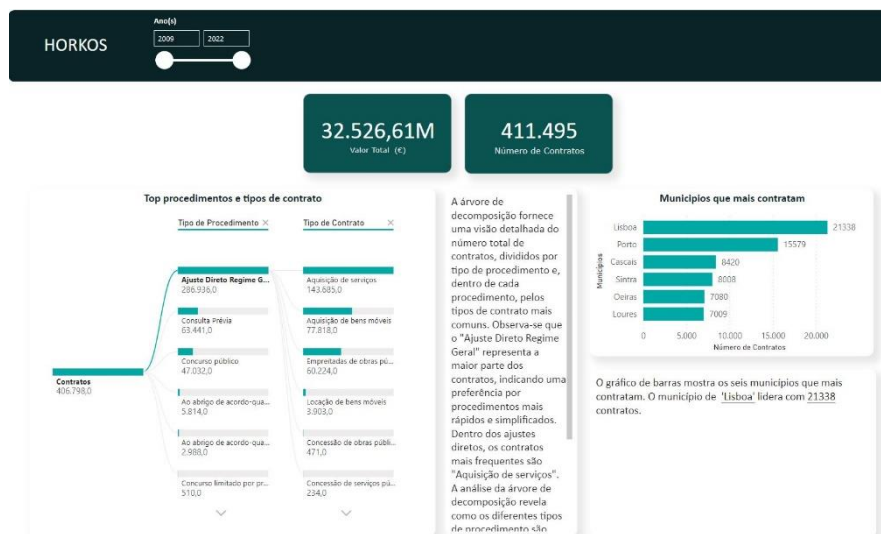 HORKOS
Ano(s)
2009 2022
32.526,61M
Valor Total (€)
411.495
Número de Contratos
Top procedimentos e tipos de contrato
Tipo de Procedimento ×
Tipo de Contrato ×
Contratos
406.798,0
Ajuste Direto Regime G...
286.936,0
Consulta Prévia
63.441,0
Concurso público
47.032,0
Ao abrigo de acordo-qua...
5.814,0
Ao abrigo de acordo-qua...
2.988,0
Concurso limitado por pr...
510,0
Aquisição de serviços
143.685,0
Aquisição de bens móveis
77.818,0
Empreitadas de obras pú...
60.224,0
Locação de bens móveis
3.903,0
Concessão de obras públi...
471,0
Concessão de serviços pú...
234,0
A árvore de
decomposição fornece
uma visão detalhada do
número total de
contratos, divididos por
tipo de procedimento e,
dentro de cada
procedimento, pelos
tipos de contrato mais
comuns. Observa-se que
o "Ajuste Direto Regime
Geral" representa a
maior parte dos
contratos, indicando uma
preferência por
procedimentos mais
rápidos e simplificados.
Dentro dos ajustes
diretos, os contratos
mais frequentes são
"Aquisição de serviços".
A análise da árvore de
decomposição revela
como os diferentes tipos
de procedimento são
Municípios que mais contratam
Municípios
Lisboa 21338
Porto 15579
Cascais 8420
Sintra 8008
Oeiras 7080
Loures 7009
0 5.000 10.000 15.000 20.000
Número de Contratos
O gráfico de barras mostra os seis municípios que mais
contratam. O município de 'Lisboa' lidera com 21338
contratos.